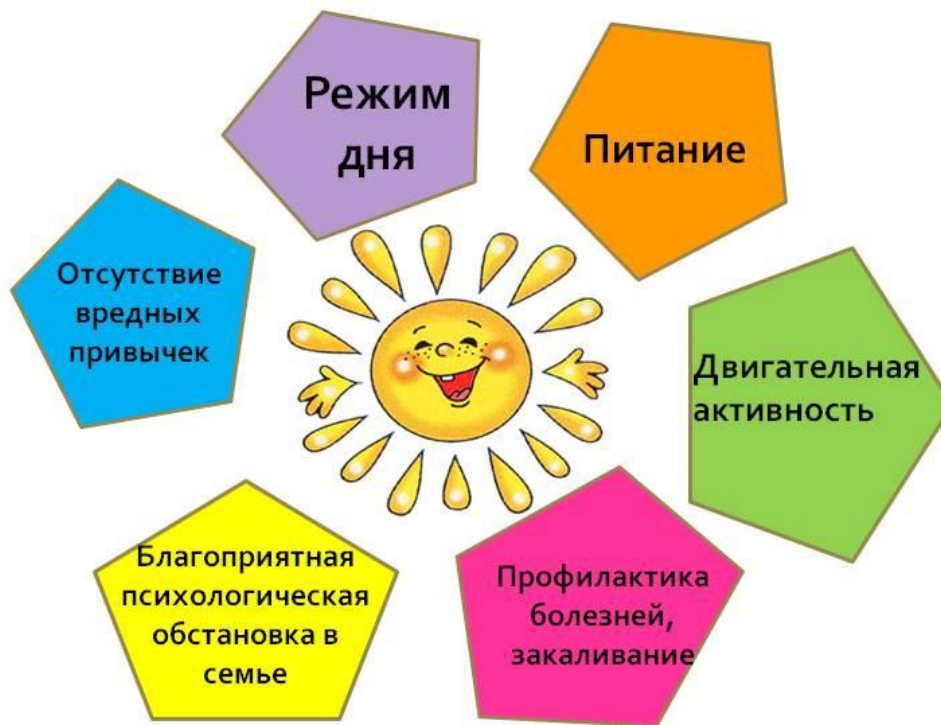 Режим
дня
Питание
Отсутствие
вредных
привычек
Двигательная
активность
Благоприятная
психологическая
обстановка в
семье
Профилактика
болезней,
закаливание